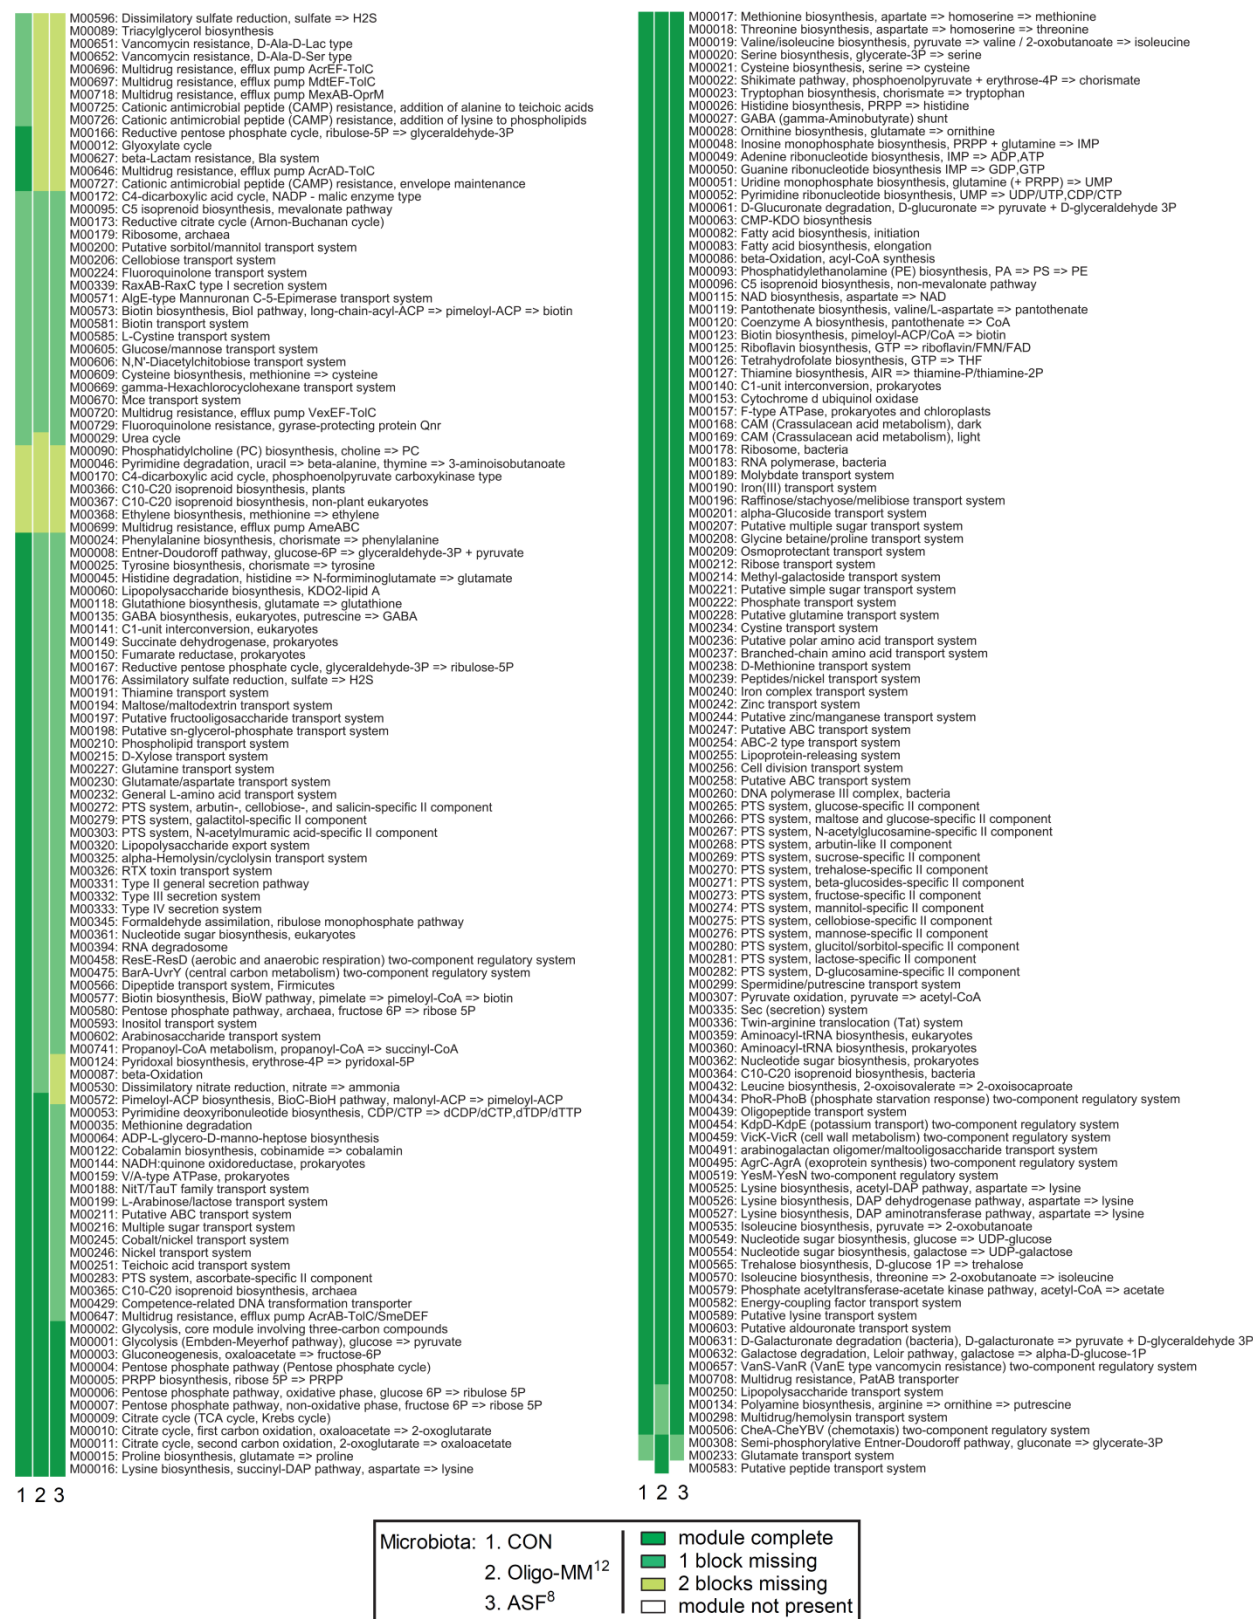 M00596: Dissimilatory sulfate reduction, sulfate => H2S
M00089: Triacylglycerol biosynthesis
M00651: Vancomycin resistance, D-Ala-D-Lac type
M00652: Vancomycin resistance, D-Ala-D-Ser type
M00696: Multidrug resistance, efflux pump AcrEF-TolC
M00697: Multidrug resistance, efflux pump MdtEF-TolC
M00718: Multidrug resistance, efflux pump MexAB-OprM
M00725: Cationic antimicrobial peptide (CAMP) resistance, addition of alanine to teichoic acids
M00726: Cationic antimicrobial peptide (CAMP) resistance, addition of lysine to phospholipids
M00166: Reductive pentose phosphate cycle, ribulose-5P => glyceraldehyde-3P
M00012: Glyoxylate cycle
M00627: beta-Lactam resistance, Bla system
M00646: Multidrug resistance, efflux pump AcrAD-TolC
M00727: Cationic antimicrobial peptide (CAMP) resistance, envelope maintenance
M00172: C4-dicarboxylic acid cycle, NADP - malic enzyme type
M00095: C5 isoprenoid biosynthesis, mevalonate pathway
M00173: Reductive citrate cycle (Arnon-Buchanan cycle)
M00179: Ribosome, archaea
M00200: Putative sorbitol/mannitol transport system
M00206: Cellobiose transport system
M00224: Fluoroquinolone transport system
M00339: RaxAB-RaxC type I secretion system
M00571: AlgE-type Mannuronan C-5-Epimerase transport system
M00573: Biotin biosynthesis, BioI pathway, long-chain-acyl-ACP => pimeloyl-ACP => biotin
M00581: Biotin transport system
M00585: L-Cystine transport system
M00605: Glucose/mannose transport system
M00606: N,N'-Diacetylchitobiose transport system
M00609: Cysteine biosynthesis, methionine => cysteine
M00669: gamma-Hexachlorocyclohexane transport system
M00670: Mce transport system
M00720: Multidrug resistance, efflux pump VexEF-TolC
M00729: Fluoroquinolone resistance, gyrase-protecting protein Qnr
M00029: Urea cycle
M00090: Phosphatidylcholine (PC) biosynthesis, choline => PC
M00046: Pyrimidine degradation, uracil => beta-alanine, thymine => 3-aminoisobutanoate
M00170: C4-dicarboxylic acid cycle, phosphoenolpyruvate carboxykinase type
M00366: C10-C20 isoprenoid biosynthesis, plants
M00367: C10-C20 isoprenoid biosynthesis, non-plant eukaryotes
M00368: Ethylene biosynthesis, methionine => ethylene
M00699: Multidrug resistance, efflux pump AmeABC
M00024: Phenylalanine biosynthesis, chorismate => phenylalanine
M00008: Entner-Doudoroff pathway, glucose-6P => glyceraldehyde-3P + pyruvate
M00025: Tyrosine biosynthesis, chorismate => tyrosine
M00045: Histidine degradation, histidine => N-formiminoglutamate => glutamate
M00060: Lipopolysaccharide biosynthesis, KDO2-lipid A
M00118: Glutathione biosynthesis, glutamate => glutathione
M00135: GABA biosynthesis, eukaryotes, putrescine => GABA
M00141: C1-unit interconversion, eukaryotes
M00149: Succinate dehydrogenase, prokaryotes
M00150: Fumarate reductase, prokaryotes
M00167: Reductive pentose phosphate cycle, glyceraldehyde-3P => ribulose-5P
M00176: Assimilatory sulfate reduction, sulfate => H2S
M00191: Thiamine transport system
M00194: Maltose/maltodextrin transport system
M00197: Putative fructooligosaccharide transport system
M00198: Putative sn-glycerol-phosphate transport system
M00210: Phospholipid transport system
M00215: D-Xylose transport system
M00227: Glutamine transport system
M00230: Glutamate/aspartate transport system
M00232: General L-amino acid transport system
M00272: PTS system, arbutin-, cellobiose-, and salicin-specific II component
M00279: PTS system, galactitol-specific II component
M00303: PTS system, N-acetylmuramic acid-specific II component
M00320: Lipopolysaccharide export system
M00325: alpha-Hemolysin/cyclolysin transport system
M00326: RTX toxin transport system
M00331: Type II general secretion pathway
M00332: Type III secretion system
M00333: Type IV secretion system
M00345: Formaldehyde assimilation, ribulose monophosphate pathway
M00361: Nucleotide sugar biosynthesis, eukaryotes
M00394: RNA degradosome
M00458: ResE-ResD (aerobic and anaerobic respiration) two-component regulatory system
M00475: BarA-UvrY (central carbon metabolism) two-component regulatory system
M00566: Dipeptide transport system, Firmicutes
M00577: Biotin biosynthesis, BioW pathway, pimelate => pimeloyl-CoA => biotin
M00580: Pentose phosphate pathway, archaea, fructose 6P => ribose 5P
M00593: Inositol transport system
M00602: Arabinosaccharide transport system
M00741: Propanoyl-CoA metabolism, propanoyl-CoA => succinyl-CoA
M00124: Pyridoxal biosynthesis, erythrose-4P => pyridoxal-5P
M00087: beta-Oxidation
M00530: Dissimilatory nitrate reduction, nitrate => ammonia
M00572: Pimeloyl-ACP biosynthesis, BioC-BioH pathway, malonyl-ACP => pimeloyl-ACP
M00053: Pyrimidine deoxyribonuleotide biosynthesis, CDP/CTP => dCDP/dCTP,dTDP/dTTP
M00035: Methionine degradation
M00064: ADP-L-glycero-D-manno-heptose biosynthesis
M00122: Cobalamin biosynthesis, cobinamide => cobalamin
M00144: NADH:quinone oxidoreductase, prokaryotes
M00159: V/A-type ATPase, prokaryotes
M00188: NitT/TauT family transport system
M00199: L-Arabinose/lactose transport system
M00211: Putative ABC transport system
M00216: Multiple sugar transport system
M00245: Cobalt/nickel transport system
M00246: Nickel transport system
M00251: Teichoic acid transport system
M00283: PTS system, ascorbate-specific II component
M00365: C10-C20 isoprenoid biosynthesis, archaea
M00429: Competence-related DNA transformation transporter
M00647: Multidrug resistance, efflux pump AcrAB-TolC/SmeDEF
M00002: Glycolysis, core module involving three-carbon compounds
M00001: Glycolysis (Embden-Meyerhof pathway), glucose => pyruvate
M00003: Gluconeogenesis, oxaloacetate => fructose-6P
M00004: Pentose phosphate pathway (Pentose phosphate cycle)
M00005: PRPP biosynthesis, ribose 5P => PRPP
M00006: Pentose phosphate pathway, oxidative phase, glucose 6P => ribulose 5P
M00007: Pentose phosphate pathway, non-oxidative phase, fructose 6P => ribose 5P
M00009: Citrate cycle (TCA cycle, Krebs cycle)
M00010: Citrate cycle, first carbon oxidation, oxaloacetate => 2-oxoglutarate
M00011: Citrate cycle, second carbon oxidation, 2-oxoglutarate => oxaloacetate
M00015: Proline biosynthesis, glutamate => proline
M00016: Lysine biosynthesis, succinyl-DAP pathway, aspartate => lysine
1 2 3
M00017: Methionine biosynthesis, apartate => homoserine => methionine
M00018: Threonine biosynthesis, aspartate => homoserine => threonine
M00019: Valine/isoleucine biosynthesis, pyruvate => valine / 2-oxobutanoate => isoleucine
M00020: Serine biosynthesis, glycerate-3P => serine
M00021: Cysteine biosynthesis, serine => cysteine
M00022: Shikimate pathway, phosphoenolpyruvate + erythrose-4P => chorismate
M00023: Tryptophan biosynthesis, chorismate => tryptophan
M00026: Histidine biosynthesis, PRPP => histidine
M00027: GABA (gamma-Aminobutyrate) shunt
M00028: Ornithine biosynthesis, glutamate => ornithine
M00048: Inosine monophosphate biosynthesis, PRPP + glutamine => IMP
M00049: Adenine ribonucleotide biosynthesis, IMP => ADP,ATP
M00050: Guanine ribonucleotide biosynthesis IMP => GDP,GTP
M00051: Uridine monophosphate biosynthesis, glutamine (+ PRPP) => UMP
M00052: Pyrimidine ribonucleotide biosynthesis, UMP => UDP/UTP,CDP/CTP
M00061: D-Glucuronate degradation, D-glucuronate => pyruvate + D-glyceraldehyde 3P
M00063: CMP-KDO biosynthesis
M00082: Fatty acid biosynthesis, initiation
M00083: Fatty acid biosynthesis, elongation
M00086: beta-Oxidation, acyl-CoA synthesis
M00093: Phosphatidylethanolamine (PE) biosynthesis, PA => PS => PE
M00096: C5 isoprenoid biosynthesis, non-mevalonate pathway
M00115: NAD biosynthesis, aspartate => NAD
M00119: Pantothenate biosynthesis, valine/L-aspartate => pantothenate
M00120: Coenzyme A biosynthesis, pantothenate => CoA
M00123: Biotin biosynthesis, pimeloyl-ACP/CoA => biotin
M00125: Riboflavin biosynthesis, GTP => riboflavin/FMN/FAD
M00126: Tetrahydrofolate biosynthesis, GTP => THF
M00127: Thiamine biosynthesis, AIR => thiamine-P/thiamine-2P
M00140: C1-unit interconversion, prokaryotes
M00153: Cytochrome d ubiquinol oxidase
M00157: F-type ATPase, prokaryotes and chloroplasts
M00168: CAM (Crassulacean acid metabolism), dark
M00169: CAM (Crassulacean acid metabolism), light
M00178: Ribosome, bacteria
M00183: RNA polymerase, bacteria
M00189: Molybdate transport system
M00190: Iron(III) transport system
M00196: Raffinose/stachyose/melibiose transport system
M00201: alpha-Glucoside transport system
M00207: Putative multiple sugar transport system
M00208: Glycine betaine/proline transport system
M00209: Osmoprotectant transport system
M00212: Ribose transport system
M00214: Methyl-galactoside transport system
M00221: Putative simple sugar transport system
M00222: Phosphate transport system
M00228: Putative glutamine transport system
M00234: Cystine transport system
M00236: Putative polar amino acid transport system
M00237: Branched-chain amino acid transport system
M00238: D-Methionine transport system
M00239: Peptides/nickel transport system
M00240: Iron complex transport system
M00242: Zinc transport system
M00244: Putative zinc/manganese transport system
M00247: Putative ABC transport system
M00254: ABC-2 type transport system
M00255: Lipoprotein-releasing system
M00256: Cell division transport system
M00258: Putative ABC transport system
M00260: DNA polymerase III complex, bacteria
M00265: PTS system, glucose-specific II component
M00266: PTS system, maltose and glucose-specific II component
M00267: PTS system, N-acetylglucosamine-specific II component
M00268: PTS system, arbutin-like II component
M00269: PTS system, sucrose-specific II component
M00270: PTS system, trehalose-specific II component
M00271: PTS system, beta-glucosides-specific II component
M00273: PTS system, fructose-specific II component
M00274: PTS system, mannitol-specific II component
M00275: PTS system, cellobiose-specific II component
M00276: PTS system, mannose-specific II component
M00280: PTS system, glucitol/sorbitol-specific II component
M00281: PTS system, lactose-specific II component
M00282: PTS system, D-glucosamine-specific II component
M00299: Spermidine/putrescine transport system
M00307: Pyruvate oxidation, pyruvate => acetyl-CoA
M00335: Sec (secretion) system
M00336: Twin-arginine translocation (Tat) system
M00359: Aminoacyl-tRNA biosynthesis, eukaryotes
M00360: Aminoacyl-tRNA biosynthesis, prokaryotes
M00362: Nucleotide sugar biosynthesis, prokaryotes
M00364: C10-C20 isoprenoid biosynthesis, bacteria
M00432: Leucine biosynthesis, 2-oxoisovalerate => 2-oxoisocaproate
M00434: PhoR-PhoB (phosphate starvation response) two-component regulatory system
M00439: Oligopeptide transport system
M00454: KdpD-KdpE (potassium transport) two-component regulatory system
M00459: VicK-VicR (cell wall metabolism) two-component regulatory system
M00491: arabinogalactan oligomer/maltooligosaccharide transport system
M00495: AgrC-AgrA (exoprotein synthesis) two-component regulatory system
M00519: YesM-YesN two-component regulatory system
M00525: Lysine biosynthesis, acetyl-DAP pathway, aspartate => lysine
M00526: Lysine biosynthesis, DAP dehydrogenase pathway, aspartate => lysine
M00527: Lysine biosynthesis, DAP aminotransferase pathway, aspartate => lysine
M00535: Isoleucine biosynthesis, pyruvate => 2-oxobutanoate
M00549: Nucleotide sugar biosynthesis, glucose => UDP-glucose
M00554: Nucleotide sugar biosynthesis, galactose => UDP-galactose
M00565: Trehalose biosynthesis, D-glucose 1P => trehalose
M00570: Isoleucine biosynthesis, threonine => 2-oxobutanoate => isoleucine
M00579: Phosphate acetyltransferase-acetate kinase pathway, acetyl-CoA => acetate
M00582: Energy-coupling factor transport system
M00589: Putative lysine transport system
M00603: Putative aldouronate transport system
M00631: D-Galacturonate degradation (bacteria), D-galacturonate => pyruvate + D-glyceraldehyde 3P
M00632: Galactose degradation, Leloir pathway, galactose => alpha-D-glucose-1P
M00657: VanS-VanR (VanE type vancomycin resistance) two-component regulatory system
M00708: Multidrug resistance, PatAB transporter
M00250: Lipopolysaccharide transport system
M00134: Polyamine biosynthesis, arginine => ornithine => putrescine
M00298: Multidrug/hemolysin transport system
M00506: CheA-CheYBV (chemotaxis) two-component regulatory system
M00308: Semi-phosphorylative Entner-Doudoroff pathway, gluconate => glycerate-3P
M00233: Glutamate transport system
M00583: Putative peptide transport system
1 2 3
Microbiota: 1. CON
2. Oligo-MM12
3. ASF8
module complete
1 block missing
2 blocks missing
module not present